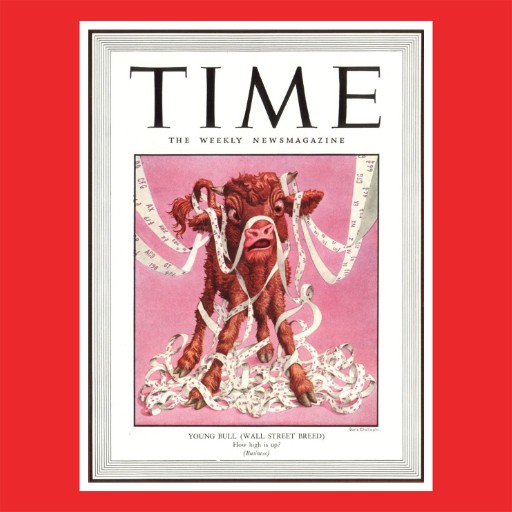 TIME
THE WEEKLY NEWSMAGAZINE
YOUNG BULL (WALL STREET BREED)
How high is up?
(Business)